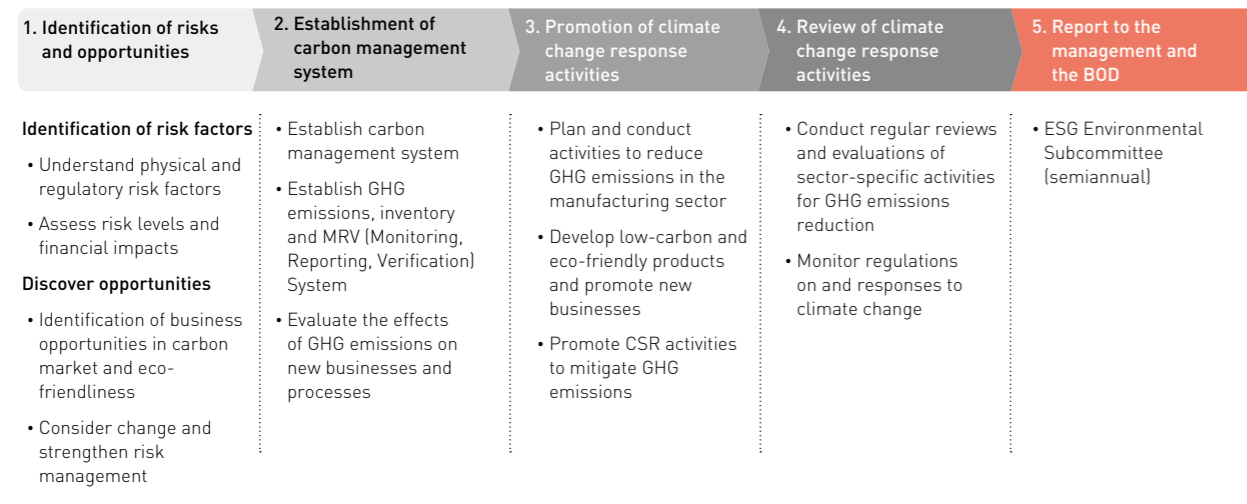 1. Identification of risks
and opportunities
2. Establishment of
carbon management
system
3. Promotion of climate
change response
activities
4. Review of climate
change response
activities
5. Report to the
management and
the BOD
Identification of risk factors
• Understand physical and
regulatory risk factors
• Assess risk levels and
financial impacts
Discover opportunities
• Identification of business
opportunities in carbon
market and eco-
friendliness
• Consider change and
strengthen risk
management
• Establish carbon
management system
• Establish GHG
emissions, inventory
and MRV (Monitoring,
Reporting, Verification)
System
• Evaluate the effects
of GHG emissions on
new businesses and
processes
• Plan and conduct
activities to reduce
GHG emissions in the
manufacturing sector
• Develop low-carbon and
eco-friendly products
and promote new
businesses
• Promote CSR activities
to mitigate GHG
emissions
• Conduct regular reviews
and evaluations of
sector-specific activities
for GHG emissions
reduction
• Monitor regulations
on and responses to
climate change
• ESG Environmental
Subcommittee
(semiannual)